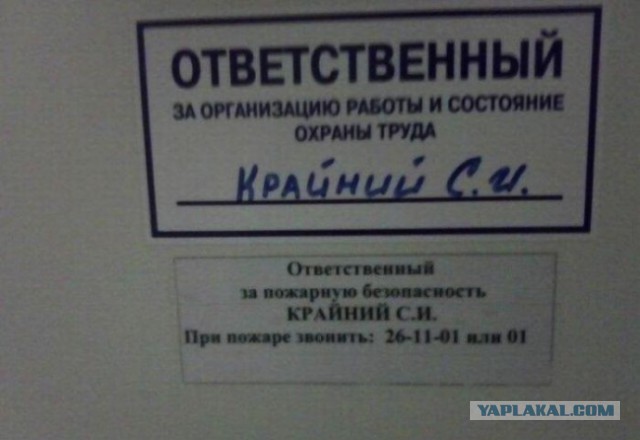 ОТВЕТСТВЕННЫЙ
ЗА ОРГАНИЗАЦИЮ РАБОТЫ И СОСТОЯНИЕ
ОХРАНЫ ТРУДА
КРАЙНИЙ С.И.
Ответственный
за пожарную безопасность
КРАЙНИЙ С.И.
При пожаре звонить: 26-11-01 или 01
YAPLAKAL.COM